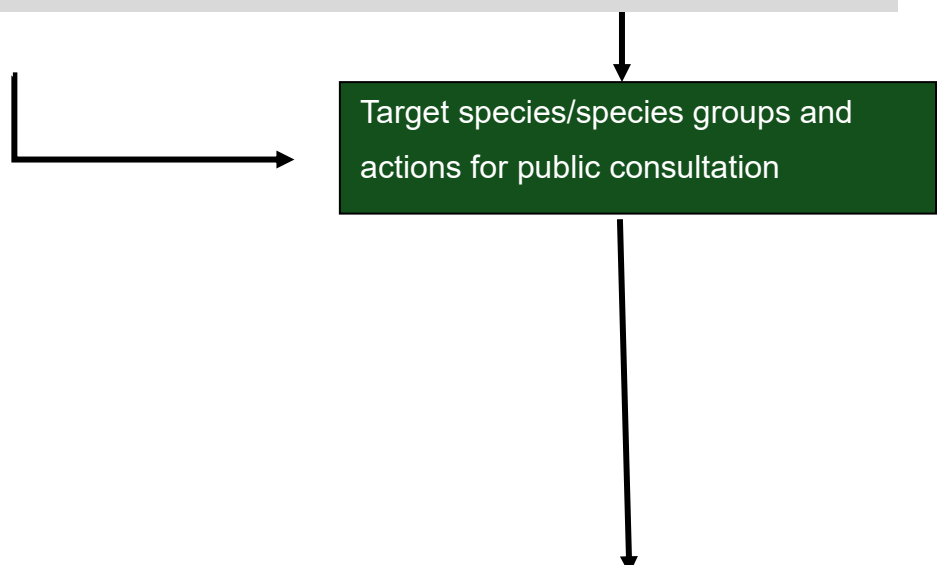 Target species/species groups and
actions for public consultation